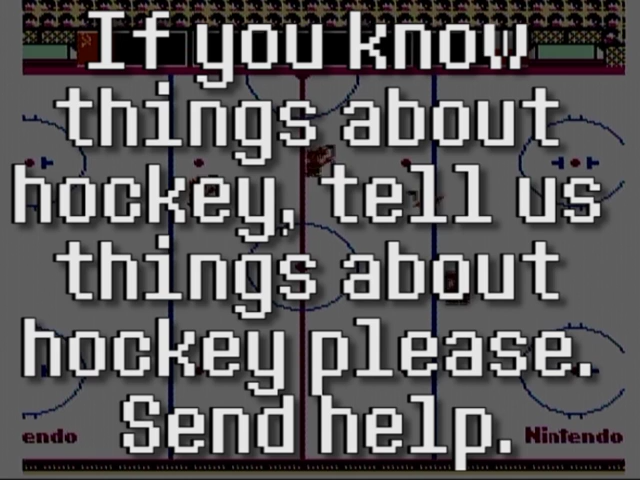 If you know
things about
hockey, tell us
things about
hockey please.
Send help.
endo
Nintendo